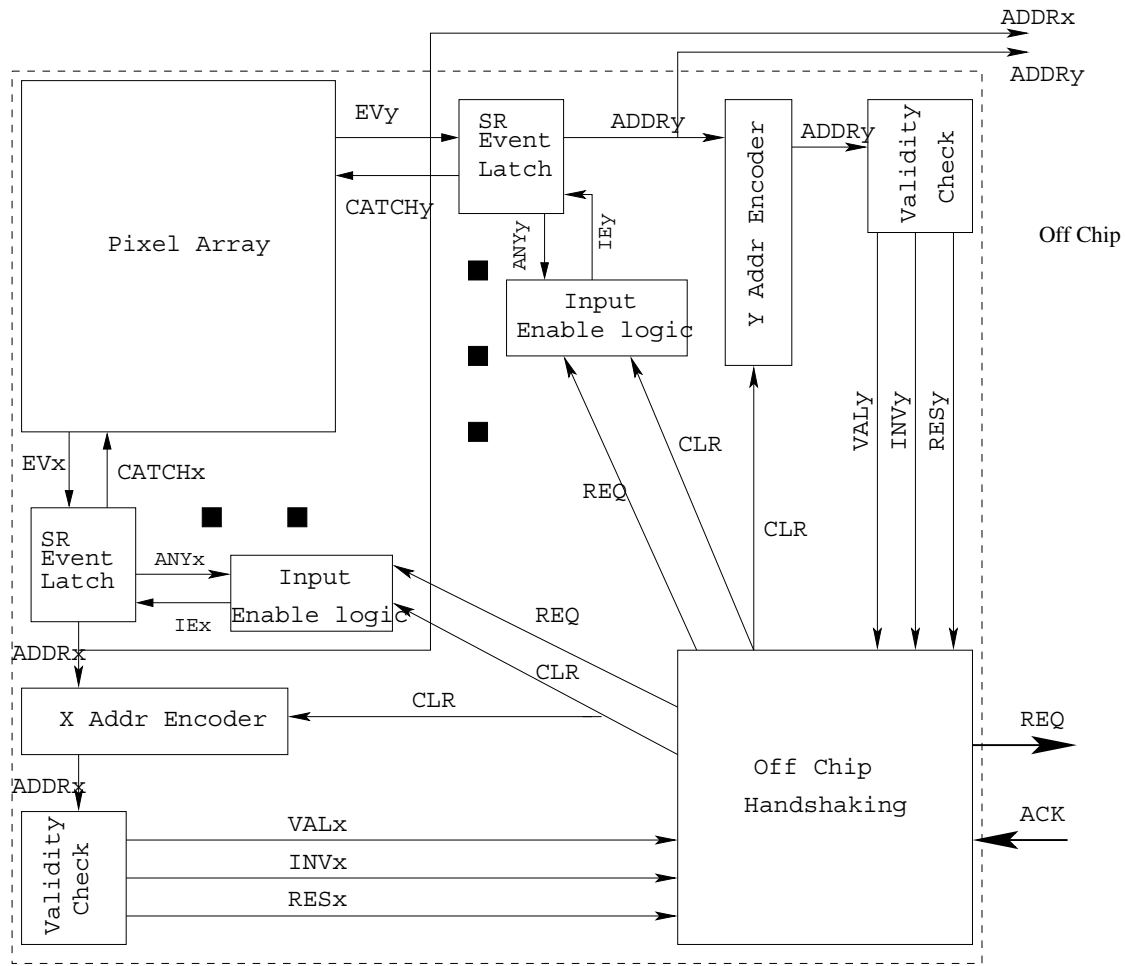 ADDRx
ADDRy
EVy
SR
Event
Latch
ADDRy
Y Addr Encoder
ADDRy
Validity
Check
CATCHy
Pixel Array
ANYy
IEy
Off Chip
Input
Enable logic
VALy
INVy
RESy
EVx
CATCHx
CLR
REQ
CLR
SR
Event
Latch
ANYx
IEx
Input
Enable logic
REQ
CLR
ADDRx
X Addr Encoder
CLR
ADDRx
Off Chip
Handshaking
REQ
ACK
Validity
Check
VALx
INVx
RESx